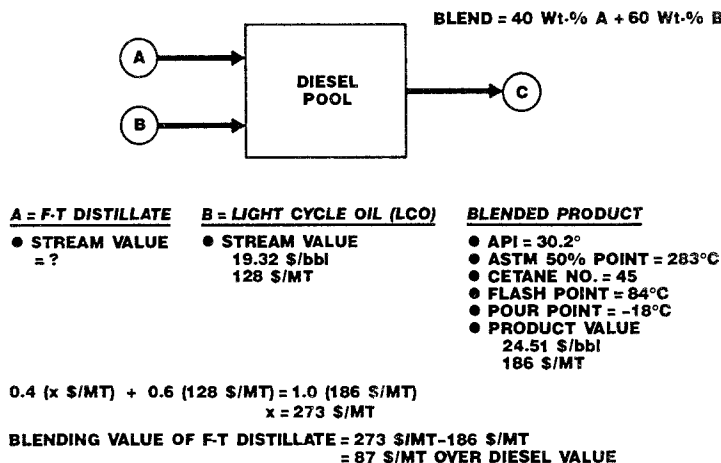 BLEND = 40 Wt-% A + 60 Wt-% B
A
B
DIESEL
POOL
C
A = F-T DISTILLATE
● STREAM VALUE
= ?
B = LIGHT CYCLE OIL (LCO)
● STREAM VALUE
19.32 $/bbl
128 $/MT
BLENDED PRODUCT
● API = 30.2°
● ASTM 50% POINT = 283°C
● CETANE NO. = 45
● FLASH POINT = 84°C
● POUR POINT = -18°C
● PRODUCT VALUE
24.51 $/bbl
186 $/MT
0.4 (x $/MT) + 0.6 (128 $/MT) = 1.0 (186 $/MT)
x = 273 $/MT
BLENDING VALUE OF F-T DISTILLATE = 273 $/MT-186 $/MT
= 87 $/MT OVER DIESEL VALUE